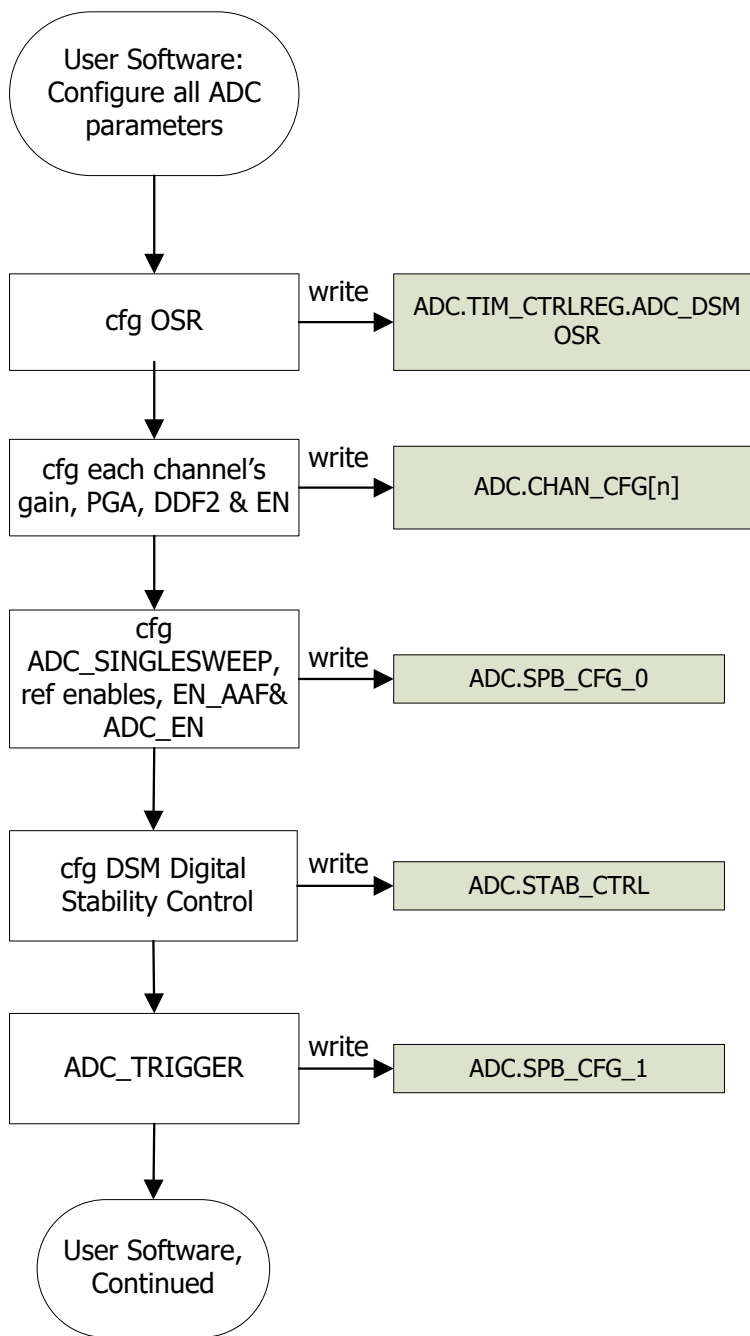 User Software:
Configure all ADC
parameters
cfg OSR
write
ADC.TIM_CTRLREG.ADC_DSM
OSR
cfg each channel's
gain, PGA, DDF2 & EN
write
ADC.CHAN_CFG[n]
cfg
ADC_SINGLESWEEP,
ref enables, EN_AAF&
ADC_EN
write
ADC.SPB_CFG_0
cfg DSM Digital
Stability Control
write
ADC.STAB_CTRL
ADC_TRIGGER
write
ADC.SPB_CFG_1
User Software,
Continued